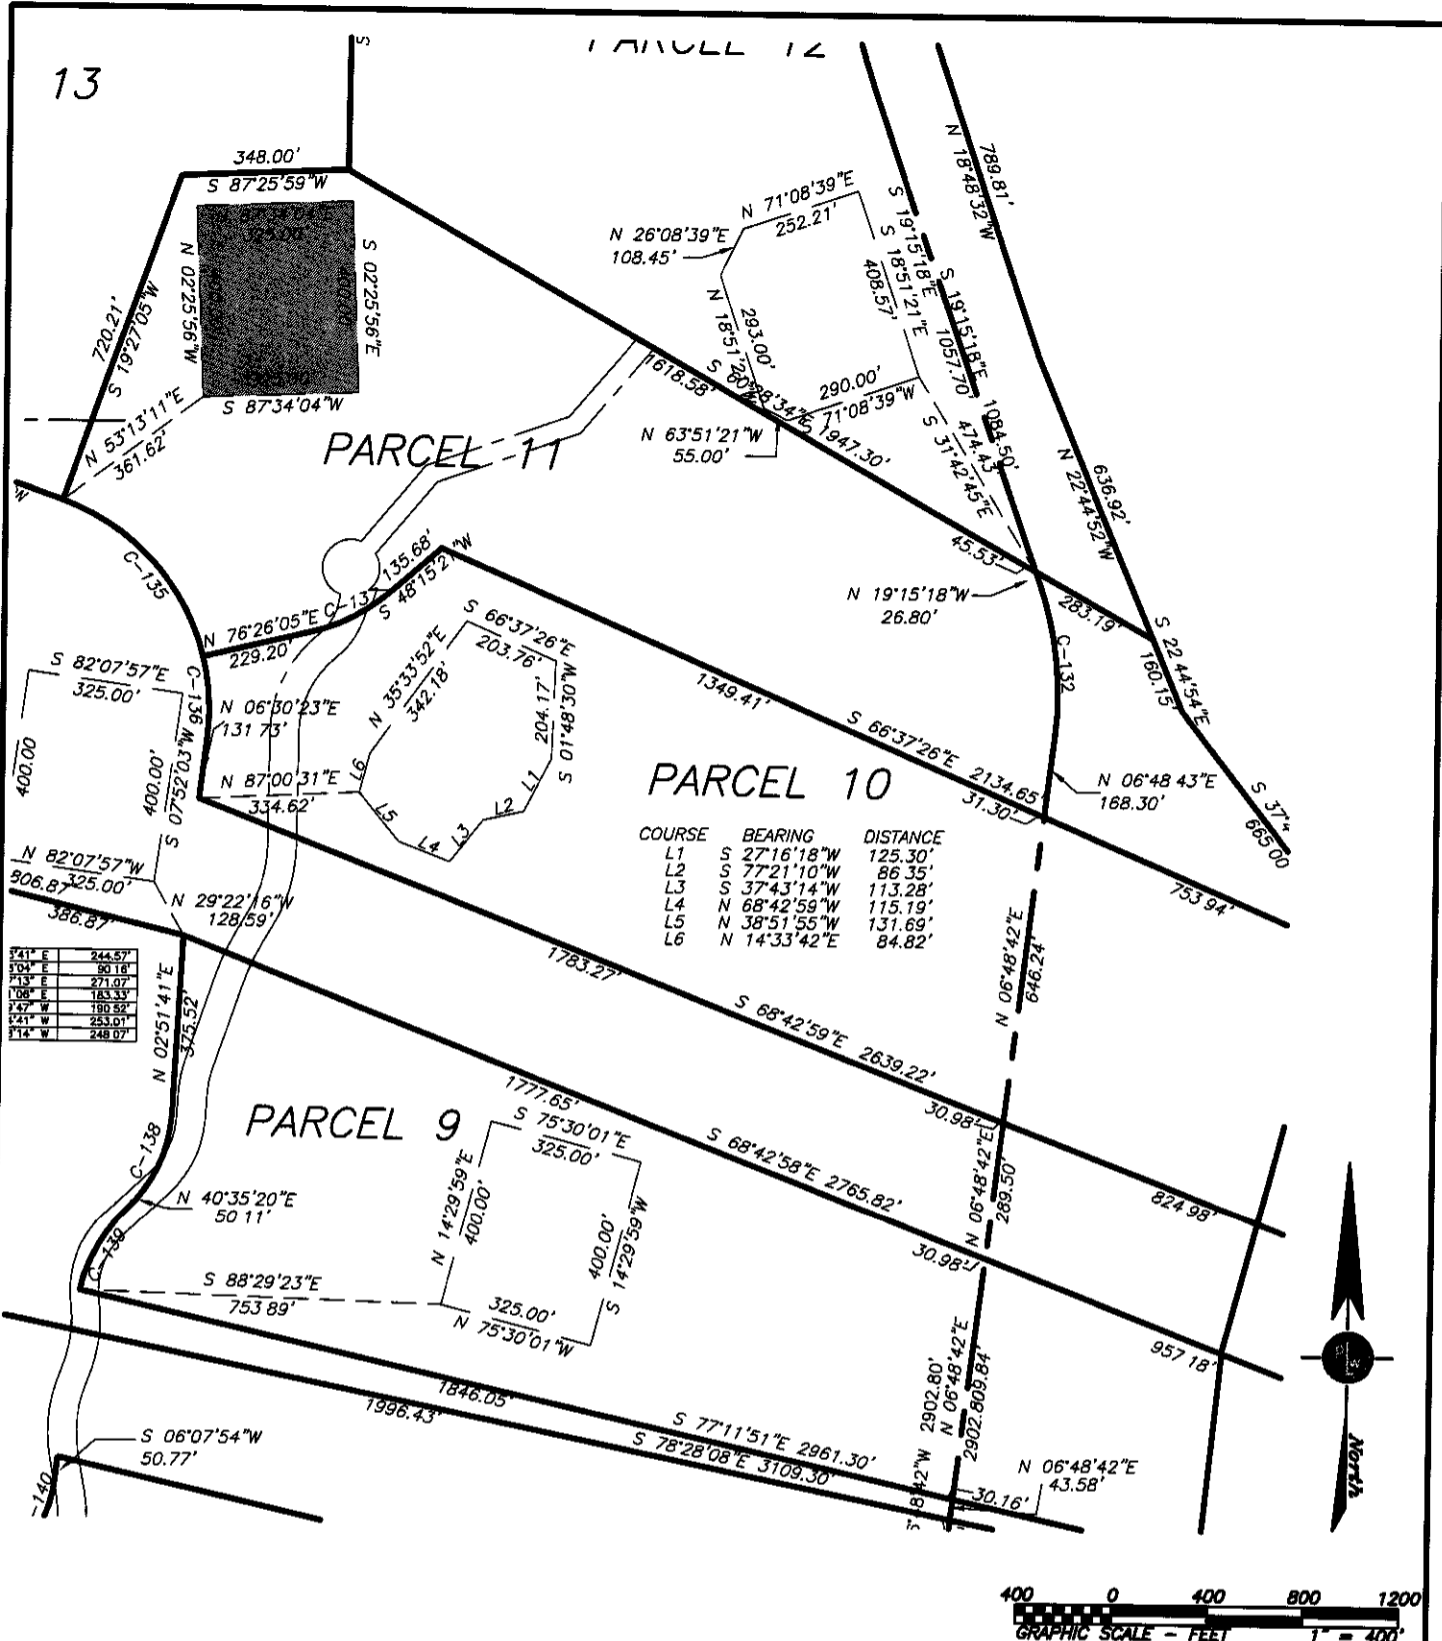 PARCEL 12
13
348.00'
S 87°25'59"W
N 02°25'56"W
S 02°25'56"E
S 87°34'04"W
720.21'
S 19°27'05"W
N 53°13'11"E
361.62'
PARCEL 11
N 71°08'39"E
252.21'
N 26°08'39"E
108.45'
293.00'
S 18°51'21"E
408.57'
290.00'
S 71°08'39"W
N 63°51'21"W
55.00'
1618.58'
1947.30'
S 31°42'45"E
474.43'
S 19°15'18"E
1057.70'
S 19°15'18"E 1084.50'
789.81'
N 18°48'32"W
636.92'
N 22°44'52"W
45.53'
N 19°15'18"W
26.80'
283.19'
C-132
S 22°44'54"E
160.15'
665.00
C-135
135.68'
S 48°15'21"W
C-137
N 76°26'05"E
229.20'
C-136
S 82°07'57"E
325.00'
N 06°30'23"E
131.73'
400.00
400.00'
S 07°52'03"W
N 87°00'31"E
334.62'
N 35°33'52"E
342.18'
S 66°37'26"E
203.76'
204.17'
S 01°48'30"W
L1
L2
L3
L4
L5
L6
1349.41'
S 66°37'26"E 2134.65'
31.30'
N 06°48'43"E
168.30'
753.94'
PARCEL 10
COURSE BEARING DISTANCE
L1 S 27°16'18"W 125.30'
L2 S 77°21'10"W 86.35'
L3 S 37°43'14"W 113.28'
L4 N 68°42'59"W 115.19'
L5 N 38°51'55"W 131.69'
L6 N 14°33'42"E 84.82'
N 82°07'57"W
325.00'
806.87'
386.87'
N 29°22'16"W
128.59'
244.57'
90.16'
271.07'
183.33'
190.52'
253.01'
248.07'
N 02°51'41"E
375.52'
1783.27'
S 68°42'59"E 2639.22'
30.98'
N 06°48'42"E
646.24'
824.98'
PARCEL 9
1777.65'
S 68°42'58"E 2765.82'
30.98'
N 06°48'42"E
289.50'
957.18'
C-138
N 40°35'20"E
50.11'
C-139
S 88°29'23"E
753.89'
S 75°30'01"E
325.00'
N 14°29'59"E
400.00'
400.00'
S 14°29'59"W
325.00'
N 75°30'01"W
1846.05'
1996.43'
S 77°11'51"E 2961.30'
S 78°28'08"E 3109.30'
2902.80'
N 06°48'42"E
30.16'
N 06°48'42"E
43.58'
S 06°07'54"W
50.77'
-140
North
400 0 400 800 1200
GRAPHIC SCALE - FEET 1" = 400'